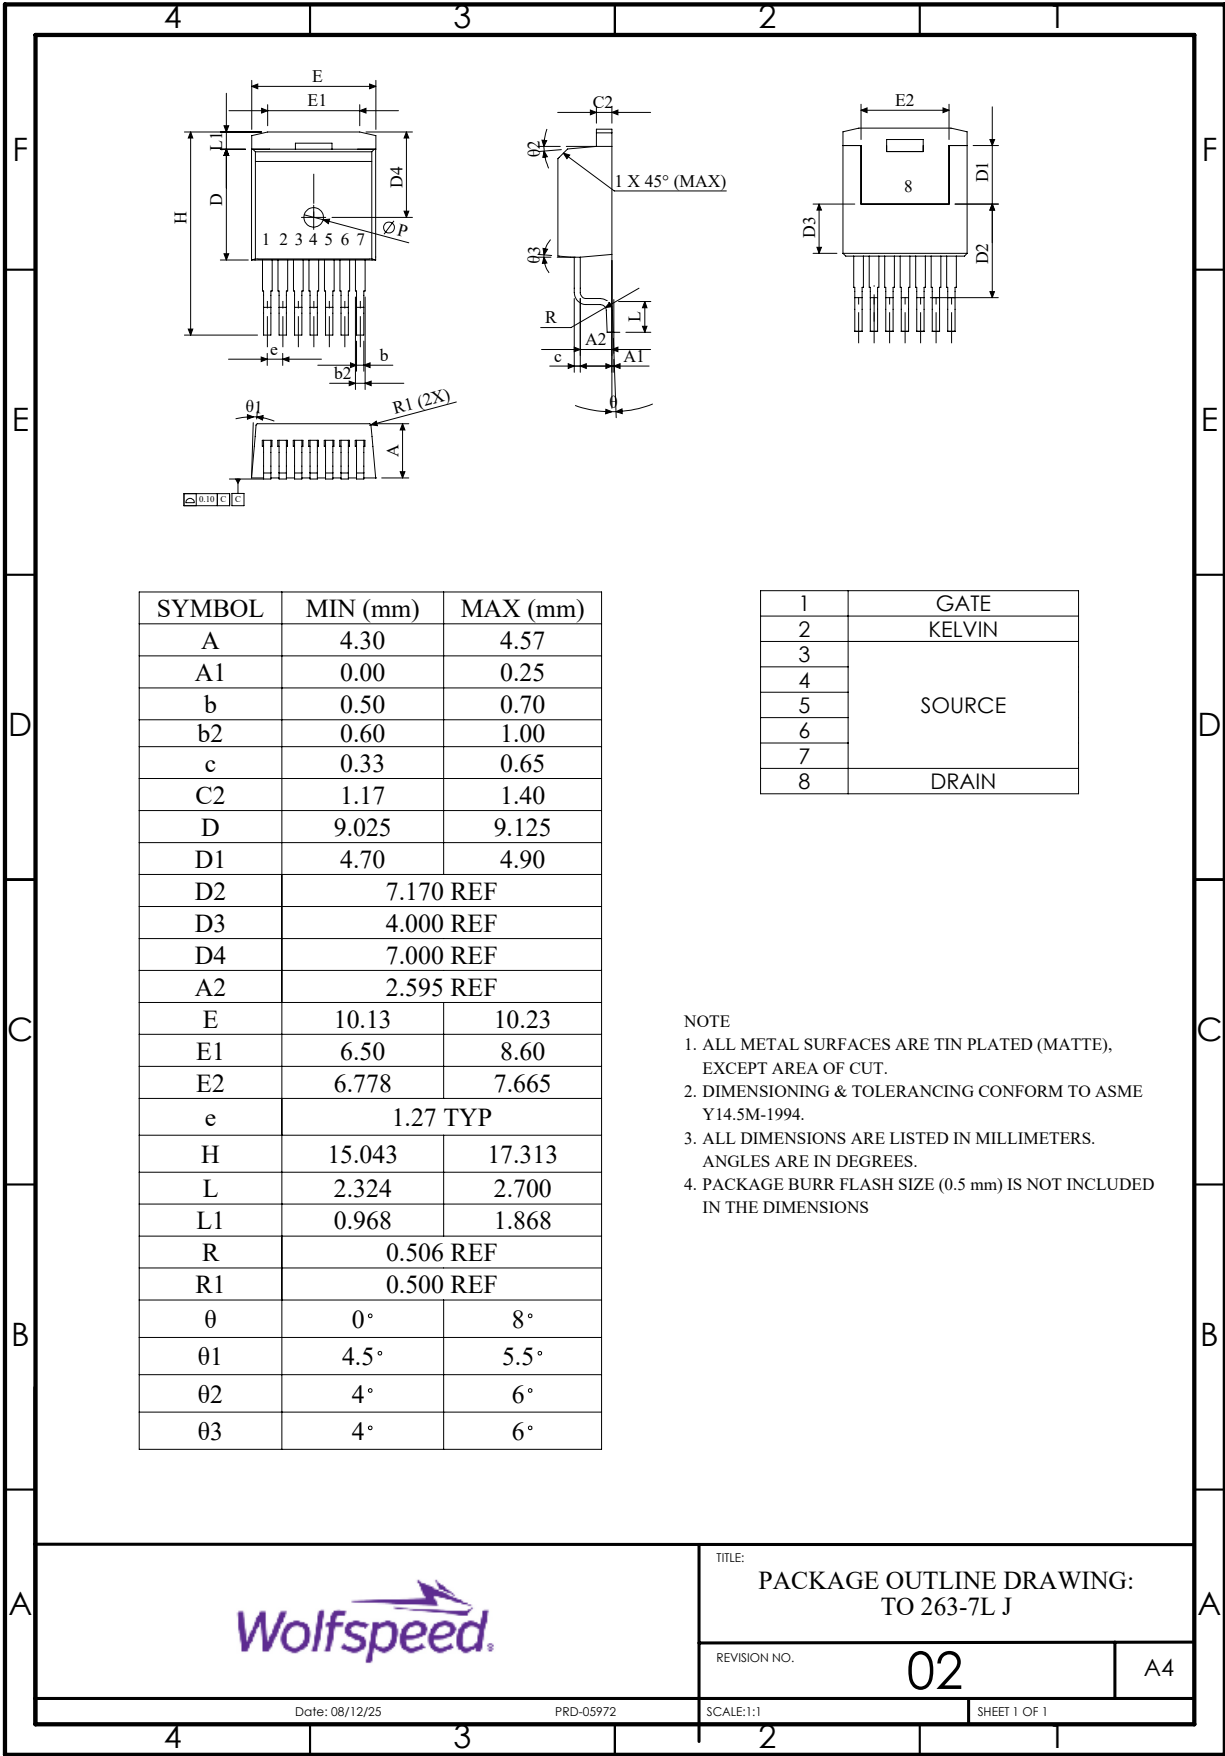 4 3 2 1
F F
E E
D D
C C
B B
A A
E
E1
L1
D
H
D4
ØP
1 2 3 4 5 6 7
e
b
b2
C2
θ2
1 X 45° (MAX)
θ3
R
L
A2
c
A1
θ
E2
8
D1
D3
D2
θ1
R1 (2X)
A
0.10 C C
SYMBOL MIN (mm) MAX (mm)
A 4.30 4.57
A1 0.00 0.25
b 0.50 0.70
b2 0.60 1.00
c 0.33 0.65
C2 1.17 1.40
D 9.025 9.125
D1 4.70 4.90
D2 7.170 REF
D3 4.000 REF
D4 7.000 REF
A2 2.595 REF
E 10.13 10.23
E1 6.50 8.60
E2 6.778 7.665
e 1.27 TYP
H 15.043 17.313
L 2.324 2.700
L1 0.968 1.868
R 0.506 REF
R1 0.500 REF
θ 0° 8°
θ1 4.5° 5.5°
θ2 4° 6°
θ3 4° 6°
1 GATE
2 KELVIN
3
4
5 SOURCE
6
7
8 DRAIN
NOTE
1. ALL METAL SURFACES ARE TIN PLATED (MATTE),
EXCEPT AREA OF CUT.
2. DIMENSIONING & TOLERANCING CONFORM TO ASME
Y14.5M-1994.
3. ALL DIMENSIONS ARE LISTED IN MILLIMETERS.
ANGLES ARE IN DEGREES.
4. PACKAGE BURR FLASH SIZE (0.5 mm) IS NOT INCLUDED
IN THE DIMENSIONS
Wolfspeed
TITLE:
PACKAGE OUTLINE DRAWING:
TO 263-7L J
REVISION NO. 02 A4
Date: 08/12/25 PRD-05972 SCALE:1:1 SHEET 1 OF 1
4 3 2 1